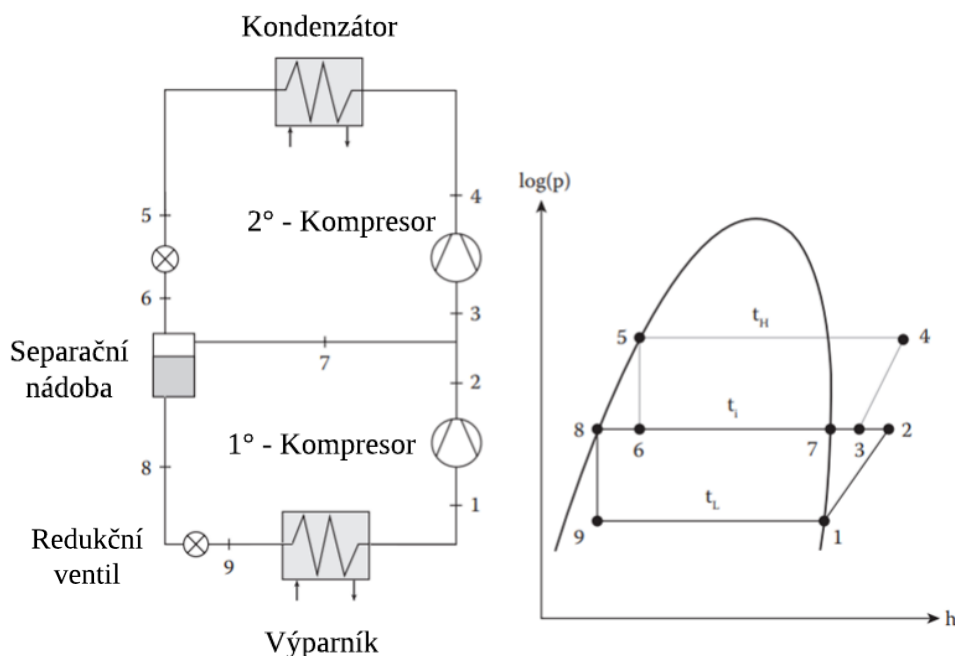 Kondenzátor
4
5
2° - Kompresor
6
3
Separační
nádoba
7
2
1° - Kompresor
8
1
Redukční
ventil
9
Výparník
log(p)
t_H
5
4
t_i
8
6
7
3
2
t_L
9
1
h